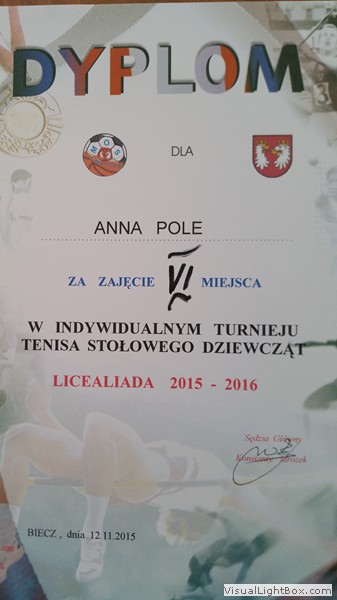 DYPLOM
MOS
DLA
ANNA POLE
ZA ZAJĘCIE VI MIEJSCA
W INDYWIDUALNYM TURNIEJU
TENISA STOŁOWEGO DZIEWCZĄT
LICEALIADA 2015 - 2016
Sędzia Główny
BIECZ, dnia 12.11.2015
VisualLightBox.com